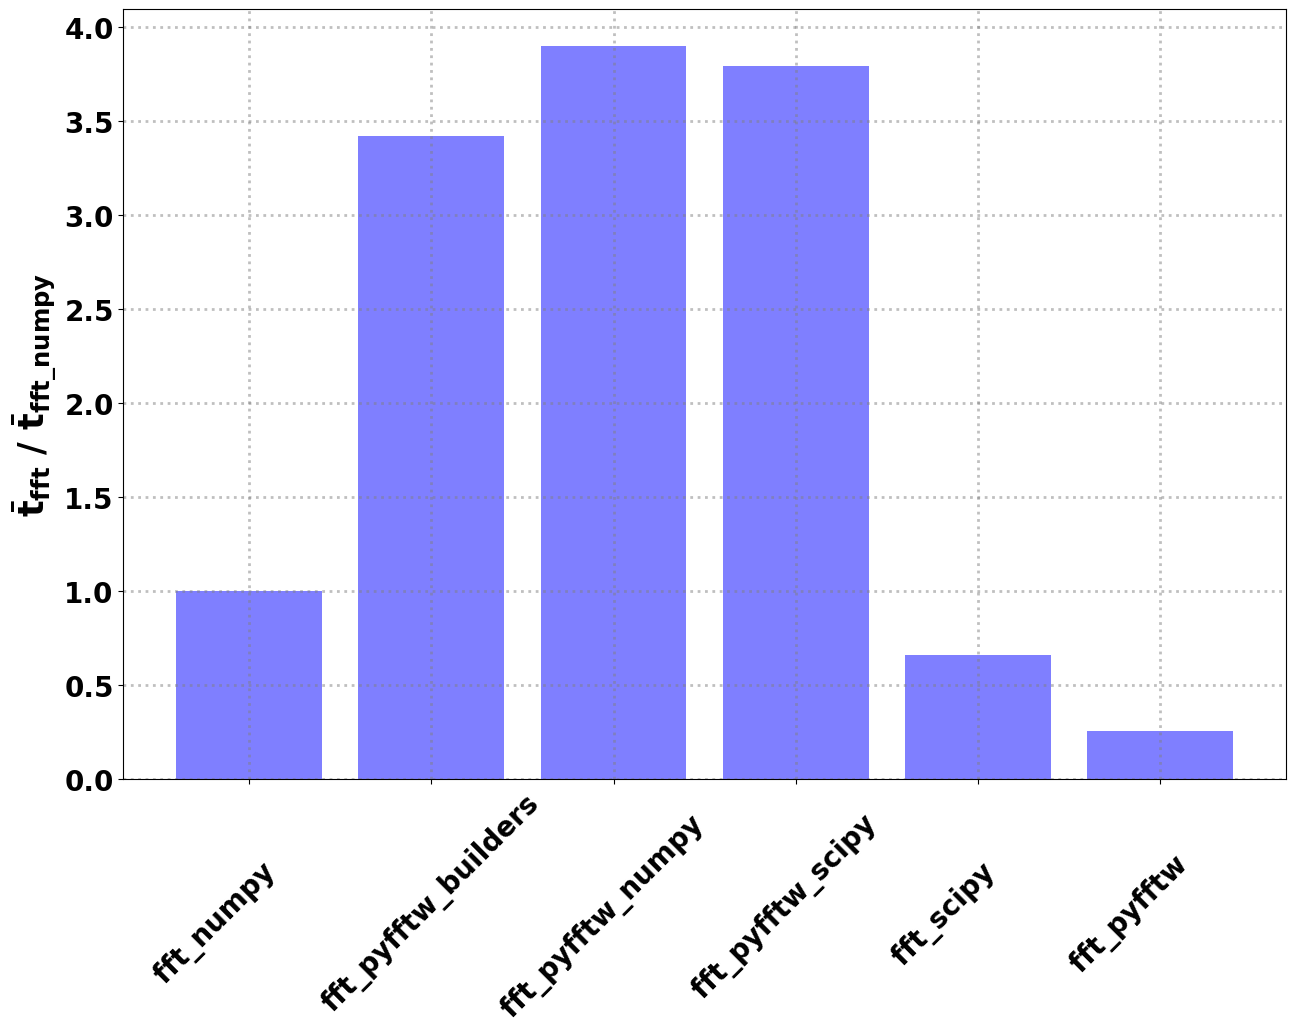 4.0
3.5
3.0
2.5
2.0
1.5
1.0
0.5
0.0
t̄fft / t̄fft_numpy
fft_numpy
fft_pyfftw_builders
fft_pyfftw_numpy
fft_pyfftw_scipy
fft_scipy
fft_pyfftw